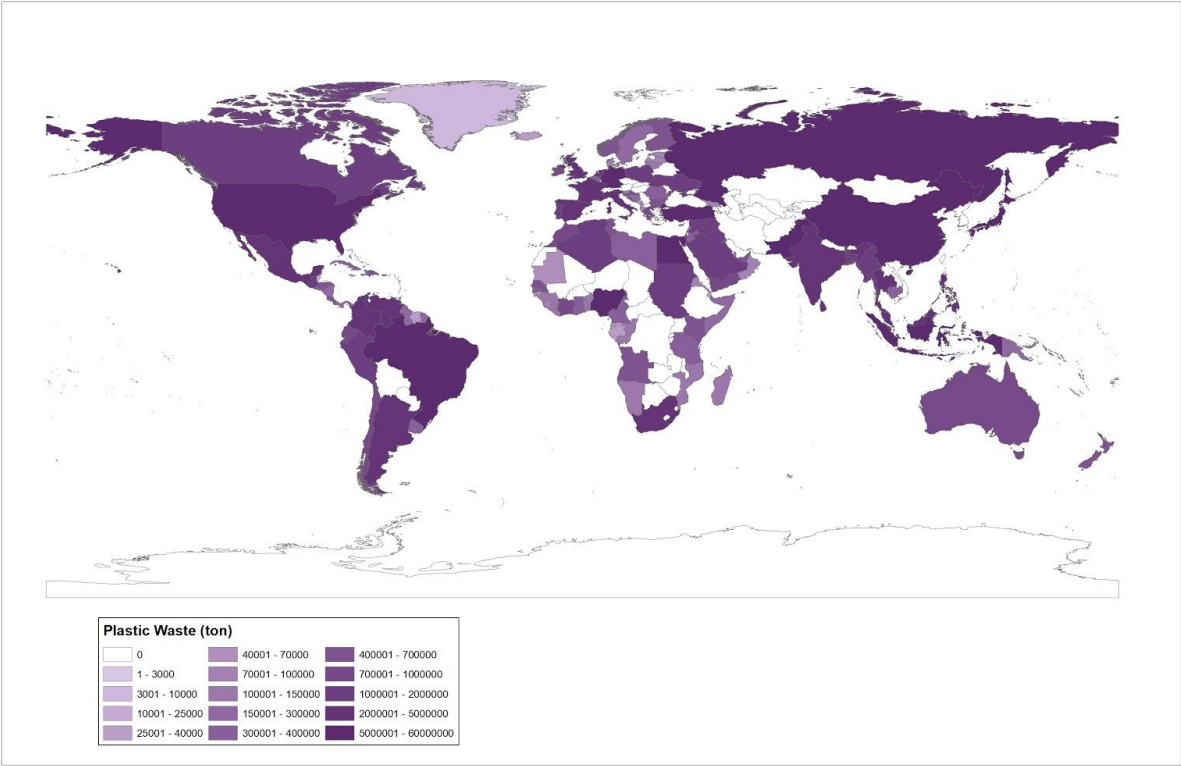 Plastic Waste (ton)
0
1 - 3000
3001 - 10000
10001 - 25000
25001 - 40000
40001 - 70000
70001 - 100000
100001 - 150000
150001 - 300000
300001 - 400000
400001 - 700000
700001 - 1000000
1000001 - 2000000
2000001 - 5000000
5000001 - 60000000